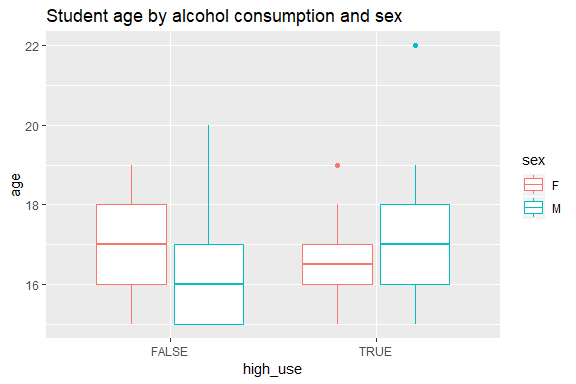 Student age by alcohol consumption and sex
22
20
18
16
age
FALSE
TRUE
high_use
sex
F
M